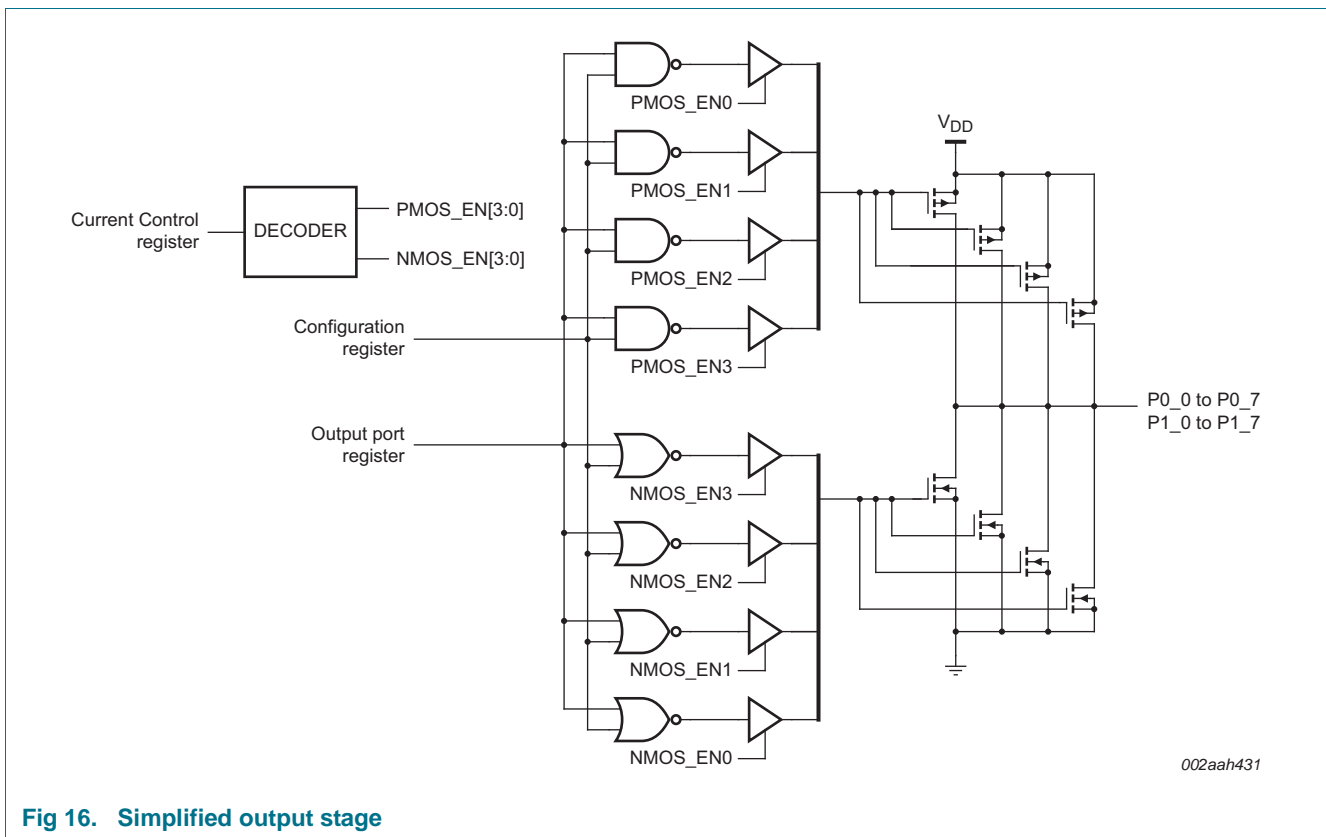 PMOS_EN0
PMOS_EN1
PMOS_EN2
PMOS_EN3
VDD
Current Control
register
DECODER
PMOS_EN[3:0]
NMOS_EN[3:0]
Configuration
register
Output port
register
P0_0 to P0_7
P1_0 to P1_7
NMOS_EN3
NMOS_EN2
NMOS_EN1
NMOS_EN0
002aah431
Fig 16. Simplified output stage